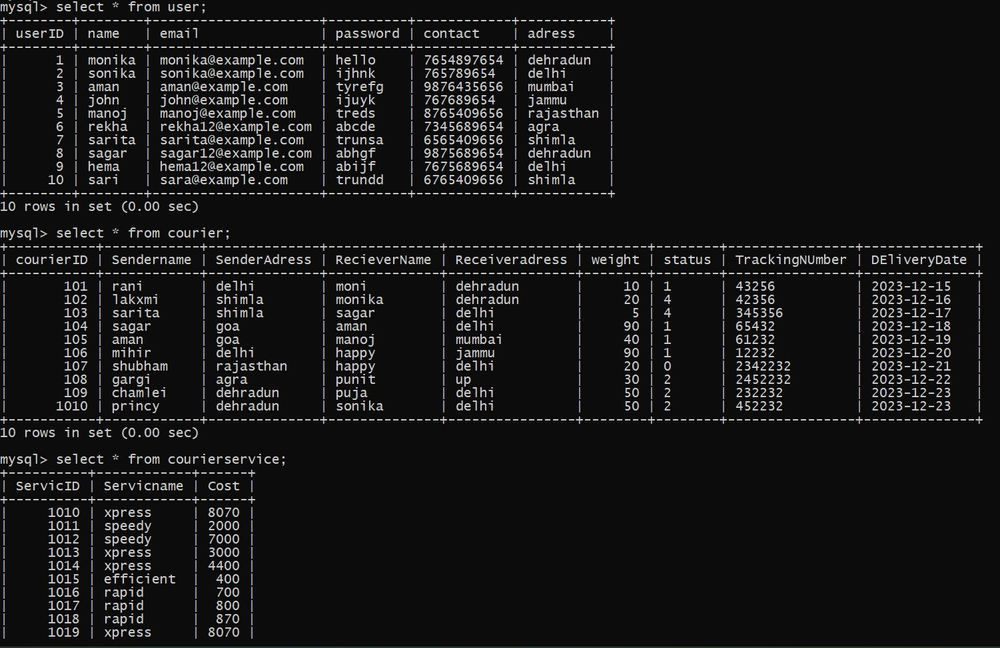 mysql> select * from user;
+--------+--------+---------------------+----------+------------+-----------+
| userID | name   | email               | password | contact    | adress    |
+--------+--------+---------------------+----------+------------+-----------+
|      1 | monika | monika@example.com  | hello    | 7654897654 | dehradun  |
|      2 | sonika | sonika@example.com  | ijhnk    | 765789654  | delhi     |
|      3 | aman   | aman@example.com    | tyrefg   | 9876435656 | mumbai    |
|      4 | john   | john@example.com    | ijuyk    | 767689654  | jammu     |
|      5 | manoj  | manoj@example.com   | treds    | 8765409656 | rajasthan |
|      6 | rekha  | rekha12@example.com | abcde    | 7345689654 | agra      |
|      7 | sarita | sarita@example.com  | trunsa   | 6565409656 | shimla    |
|      8 | sagar  | sagar12@example.com | abhgf    | 9875689654 | dehradun  |
|      9 | hema   | hema12@example.com  | abijf    | 7675689654 | delhi     |
|     10 | sari   | sara@example.com    | trundd   | 6765409656 | shimla    |
+--------+--------+---------------------+----------+------------+-----------+
10 rows in set (0.00 sec)

mysql> select * from courier;
+-----------+------------+--------------+--------------+----------------+--------+--------+----------------+--------------+
| courierID | Sendername | SenderAdress | RecieverName | Receiveradress | weight | status | TrackingNUmber | DEliveryDate |
+-----------+------------+--------------+--------------+----------------+--------+--------+----------------+--------------+
|       101 | rani       | delhi        | moni         | dehradun       |     10 | 1      | 43256          | 2023-12-15   |
|       102 | lakxmi     | shimla       | monika       | dehradun       |     20 | 4      | 42356          | 2023-12-16   |
|       103 | sarita     | shimla       | sagar        | delhi          |      5 | 4      | 345356         | 2023-12-17   |
|       104 | sagar      | goa          | aman         | delhi          |     90 | 1      | 65432          | 2023-12-18   |
|       105 | aman       | goa          | manoj        | mumbai         |     40 | 1      | 61232          | 2023-12-19   |
|       106 | mihir      | delhi        | happy        | jammu          |     90 | 1      | 12232          | 2023-12-20   |
|       107 | shubham    | rajasthan    | happy        | delhi          |     20 | 0      | 2342232        | 2023-12-21   |
|       108 | gargi      | agra         | punit        | up             |     30 | 2      | 2452232        | 2023-12-22   |
|       109 | chamlei    | dehradun     | puja         | delhi          |     50 | 2      | 232232         | 2023-12-23   |
|      1010 | princy     | dehradun     | sonika       | delhi          |     50 | 2      | 452232         | 2023-12-23   |
+-----------+------------+--------------+--------------+----------------+--------+--------+----------------+--------------+
10 rows in set (0.00 sec)

mysql> select * from courierservice;
+----------+------------+------+
| ServicID | Servicname | Cost |
+----------+------------+------+
|     1010 | xpress     | 8070 |
|     1011 | speedy     | 2000 |
|     1012 | speedy     | 7000 |
|     1013 | xpress     | 3000 |
|     1014 | xpress     | 4400 |
|     1015 | efficient  |  400 |
|     1016 | rapid      |  700 |
|     1017 | rapid      |  800 |
|     1018 | rapid      |  870 |
|     1019 | xpress     | 8070 |